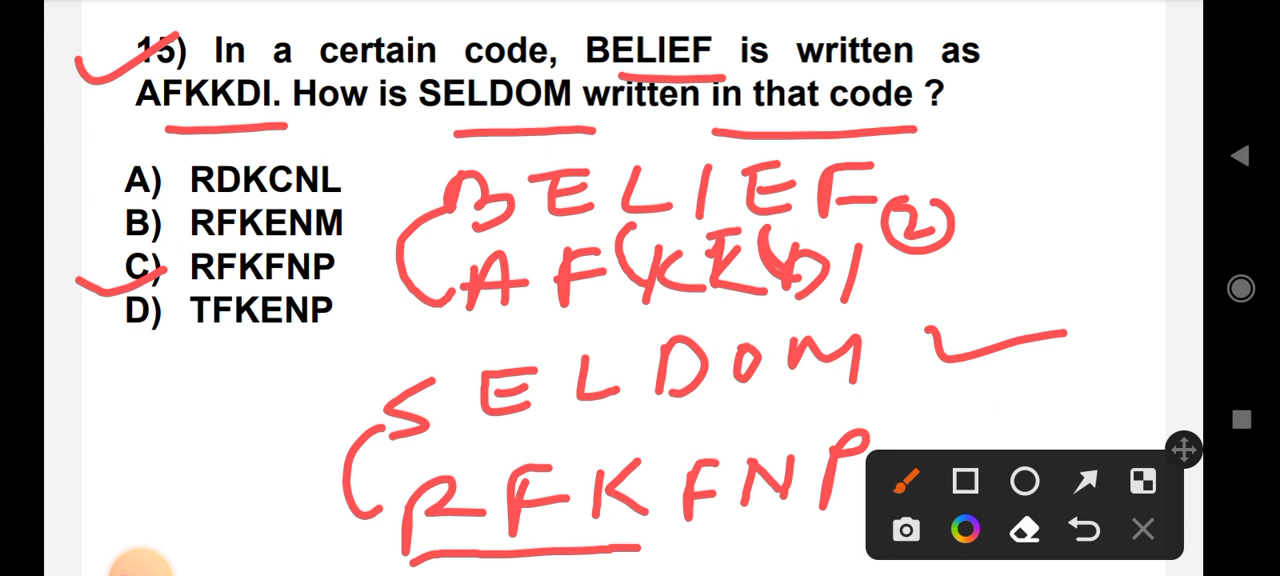 15) In a certain code, BELIEF is written as
AFKKDI. How is SELDOM written in that code ?
A) RDKCNL
B) RFKENM
C) RFKFNP
D) TFKENP
BELIEF
AFKKDI
2
SELDOM
RFKFNP